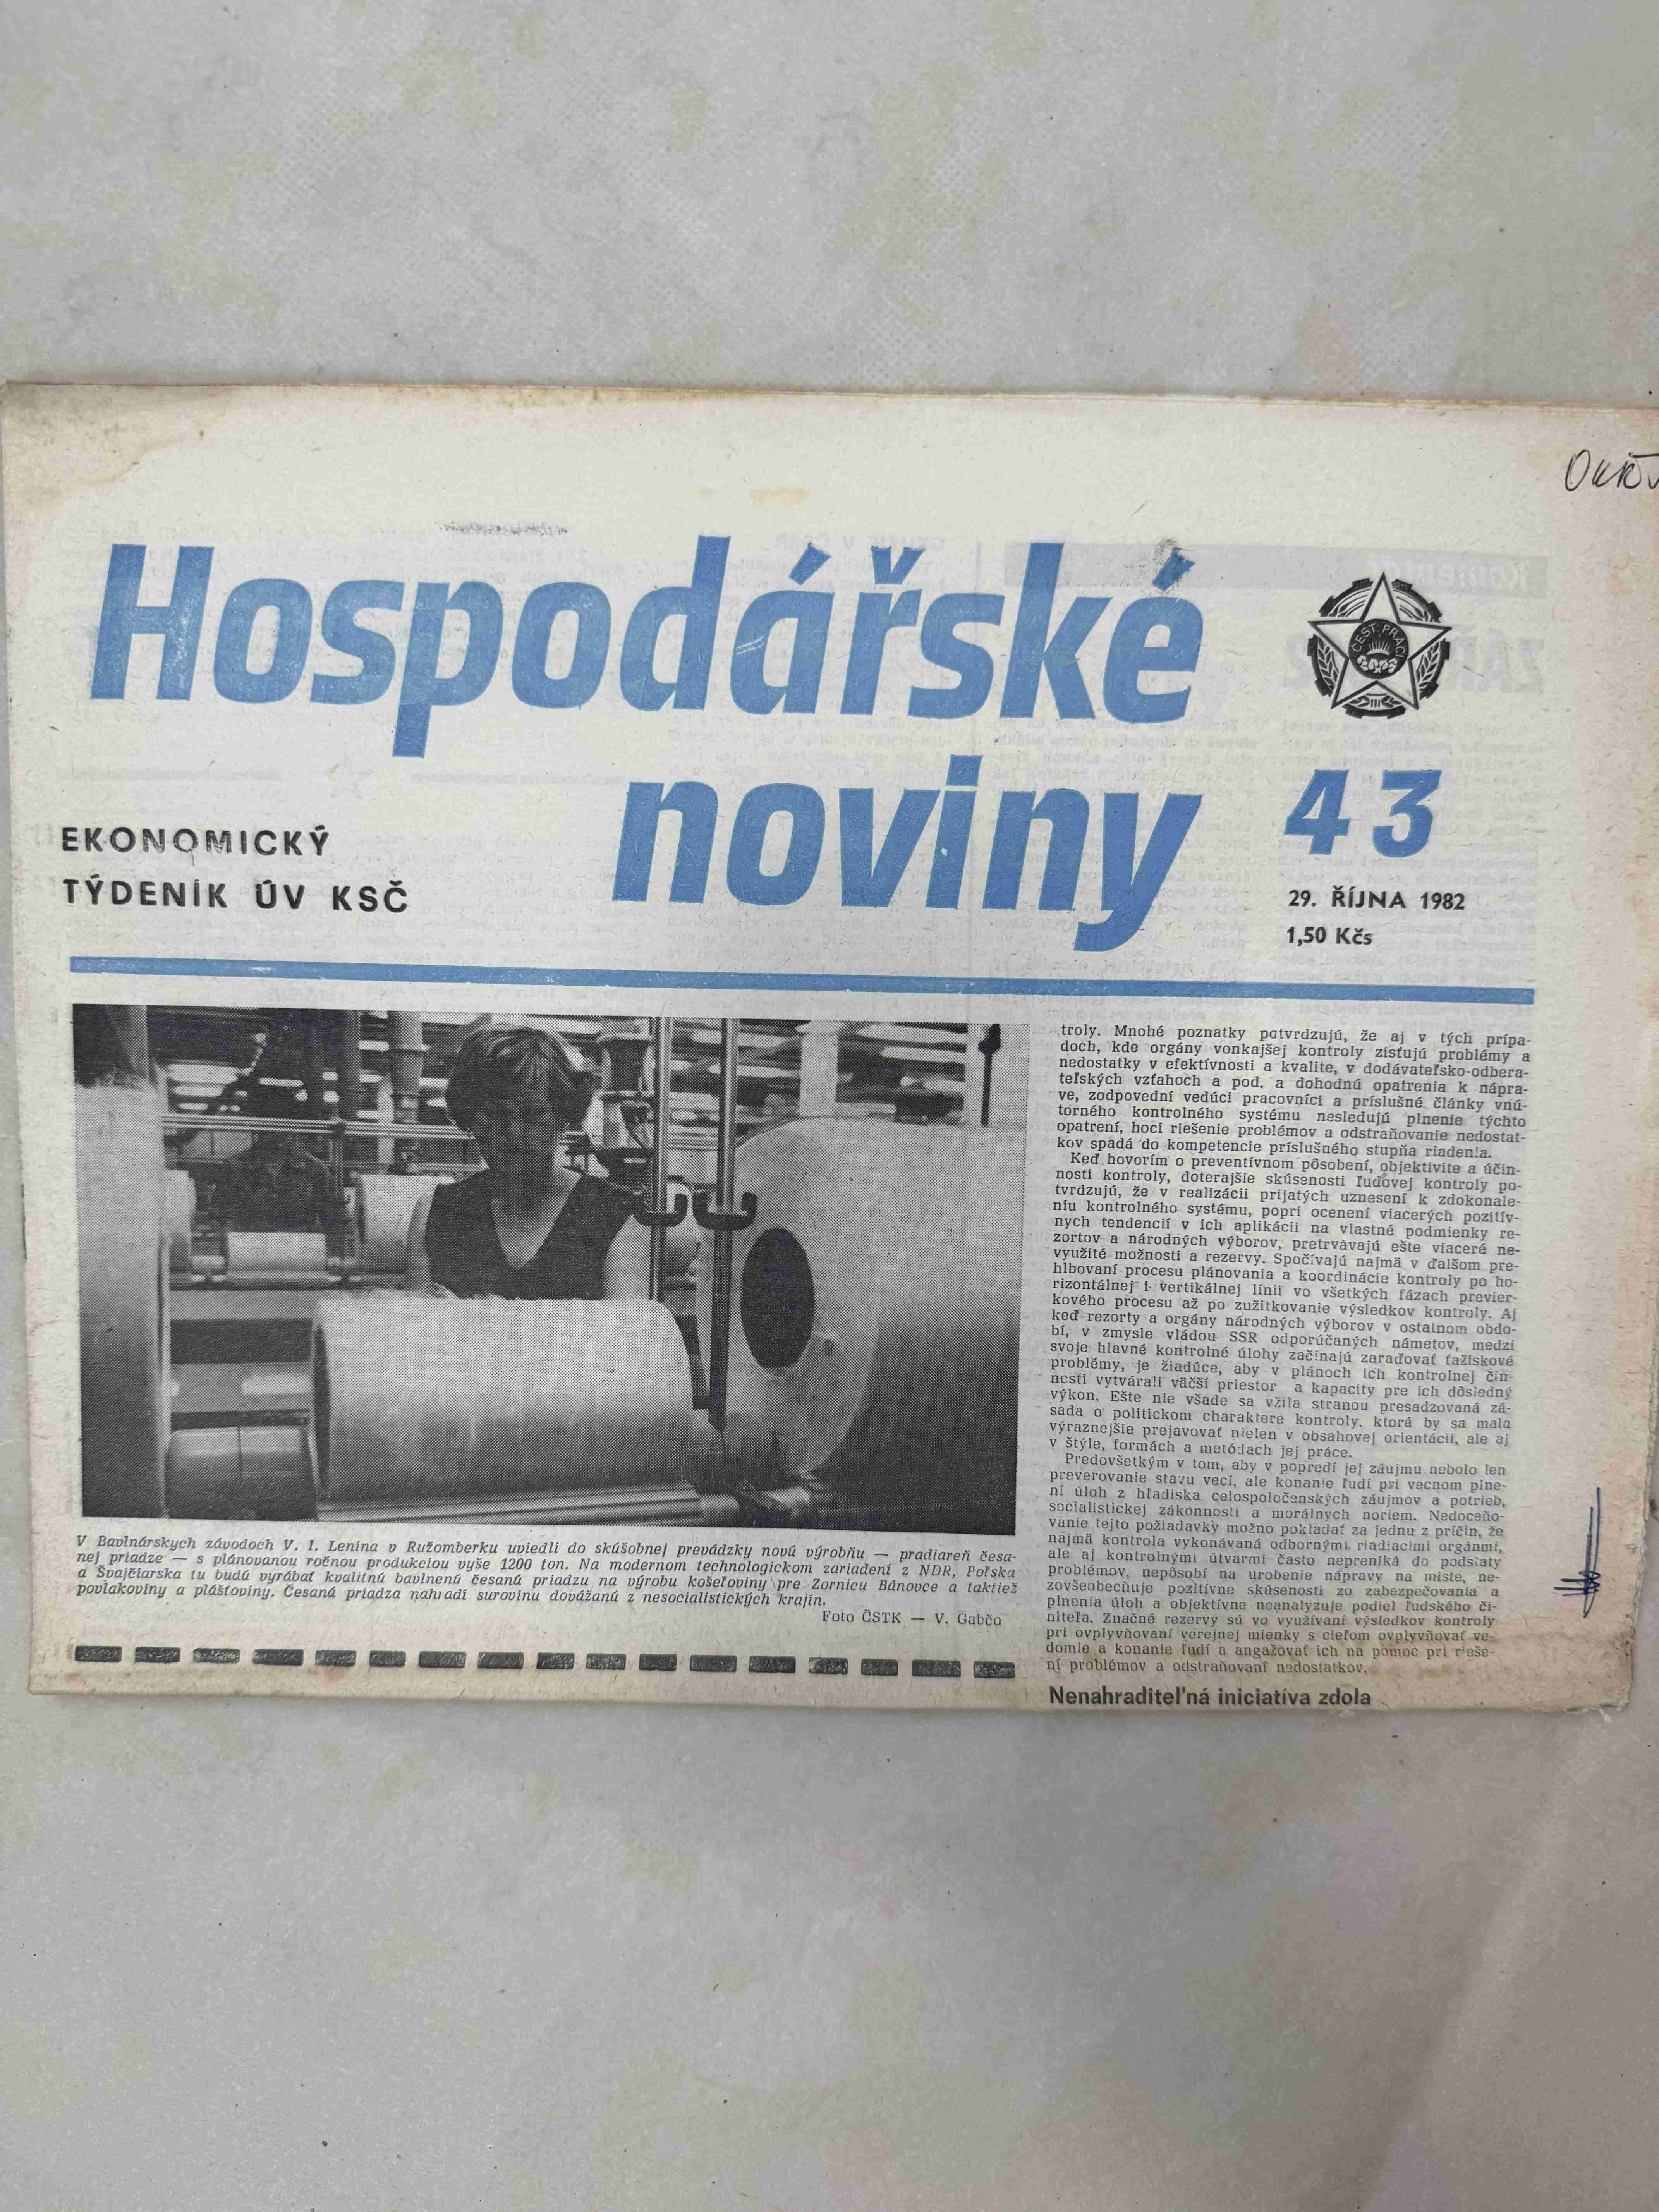 Hospodářské
noviny
EKONOMICKÝ
TÝDENÍK ÚV KSČ
ČEST PRÁCI
43
29. ŘÍJNA 1982
1,50 Kčs
V Bavlnárskych závodoch V. I. Lenina v Ružomberku uviedli do skúšobnej prevádzky novú výrobňu — pradiareň česa-
nej priadze — s plánovanou ročnou produkciou vyše 1200 ton. Na modernom technologickom zariadení z NDR, Poľska
a Švajčiarska tu budú vyrábať kvalitnú bavlnenú česanú priadzu na výrobu košeľoviny pre Zornicu Bánovce a taktiež
povlakoviny a plášťoviny. Česaná priadza nahradí surovinu dovážanú z nesocialistických krajín.
Foto ČSTK — V. Gabčo
troly. Mnohé poznatky potvrdzujú, že aj v tých prípa-
doch, kde orgány vonkajšej kontroly zisťujú problémy a
nedostatky v efektívnosti a kvalite, v dodávateľsko-odbera-
teľských vzťahoch a pod. a dohodnú opatrenia k nápra-
ve, zodpovední vedúci pracovníci a príslušné články vnú-
torného kontrolného systému nesledujú plnenie týchto
opatrení, hoci riešenie problémov a odstraňovanie nedostat-
kov spadá do kompetencie príslušného stupňa riadenia.
Keď hovorím o preventívnom pôsobení, objektivite a účin-
nosti kontroly, doterajšie skúsenosti ľudovej kontroly po-
tvrdzujú, že v realizácii prijatých uznesení k zdokonale-
niu kontrolného systému, popri ocenení viacerých pozitív-
nych tendencií v ich aplikácii na vlastné podmienky re-
zortov a národných výborov, pretrvávajú ešte viaceré ne-
využité možnosti a rezervy. Spočívajú najmä v ďalšom pre-
hlbovaní procesu plánovania a koordinácie kontroly po ho-
rizontálnej i vertikálnej línii vo všetkých fázach previer-
kového procesu až po zužitkovanie výsledkov kontroly. Aj
keď rezorty a orgány národných výborov v ostatnom obdo-
bí, v zmysle vládou SSR odporúčaných námetov, medzi
svoje hlavné kontrolné úlohy začínajú zaraďovať ťažiskové
problémy, je žiadúce, aby v plánoch ich kontrolnej čin-
nosti vytvárali väčší priestor a kapacity pre ich dôsledný
výkon. Ešte nie všade sa vžila stranou presadzovaná zá-
sada o politickom charaktere kontroly, ktorá by sa mala
výraznejšie prejavovať nielen v obsahovej orientácii, ale aj
v štýle, formách a metódach jej práce.
Predovšetkým v tom, aby v popredí jej záujmu nebolo len
preverovanie stavu vecí, ale konanie ľudí pri vecnom plne-
ní úloh z hľadiska celospoločenských záujmov a potrieb,
socialistickej zákonnosti a morálnych noriem. Nedoceňo-
vanie tejto požiadavky možno pokladať za jednu z príčin, že
najmä kontrola vykonávaná odbornými riadiacimi orgánmi,
ale aj kontrolnými útvarmi často nepreniká do podstaty
problémov, nepôsobí na urobenie nápravy na mieste, ne-
zovšeobecňuje pozitívne skúsenosti zo zabezpečovania a
plnenia úloh a objektívne neanalyzuje podiel ľudského či-
niteľa. Značné rezervy sú vo využívaní výsledkov kontroly
pri ovplyvňovaní verejnej mienky s cieľom ovplyvňovať ve-
domie a konanie ľudí a angažovať ich na pomoc pri rieše-
ní problémov a odstraňovaní nedostatkov.
Nenahraditeľná iniciatíva zdola